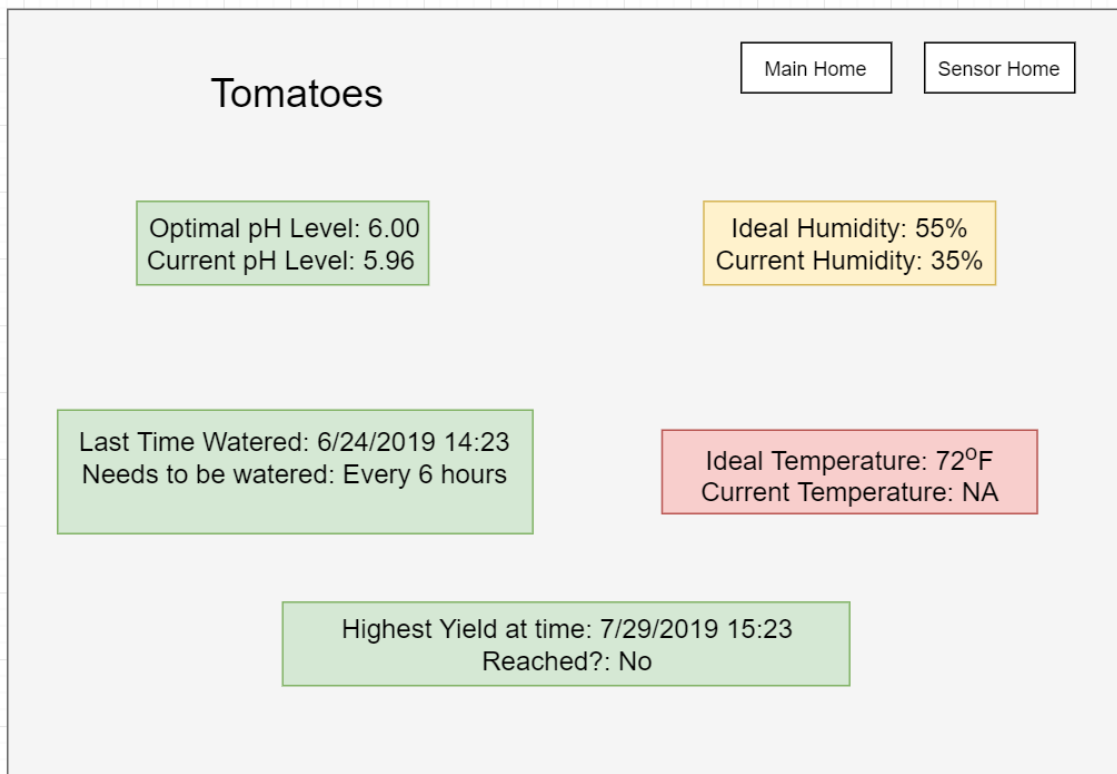 Tomatoes
Main Home
Sensor Home
Optimal pH Level: 6.00
Current pH Level: 5.96
Ideal Humidity: 55%
Current Humidity: 35%
Last Time Watered: 6/24/2019 14:23
Needs to be watered: Every 6 hours
Ideal Temperature: 72ºF
Current Temperature: NA
Highest Yield at time: 7/29/2019 15:23
Reached?: No